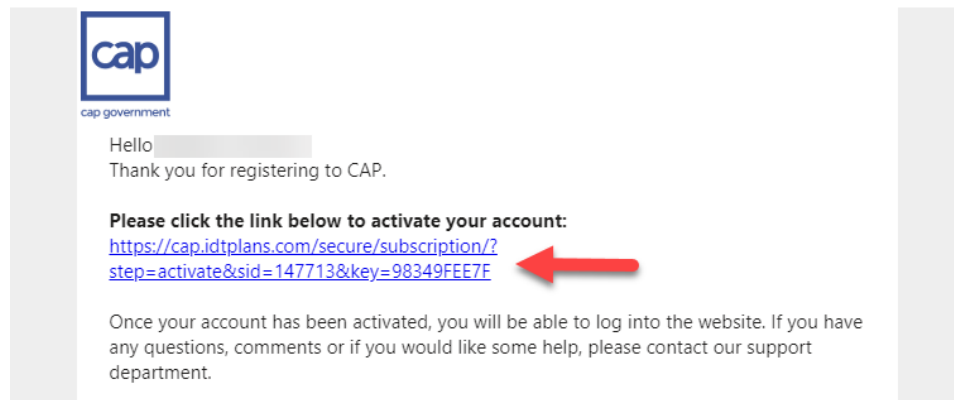 cap
cap government
Hello
Thank you for registering to CAP.
Please click the link below to activate your account:
https://cap.idtplans.com/secure/subscription/?
step=activate&sid=147713&key=98349FEE7F
Once your account has been activated, you will be able to log into the website. If you have
any questions, comments or if you would like some help, please contact our support
department.